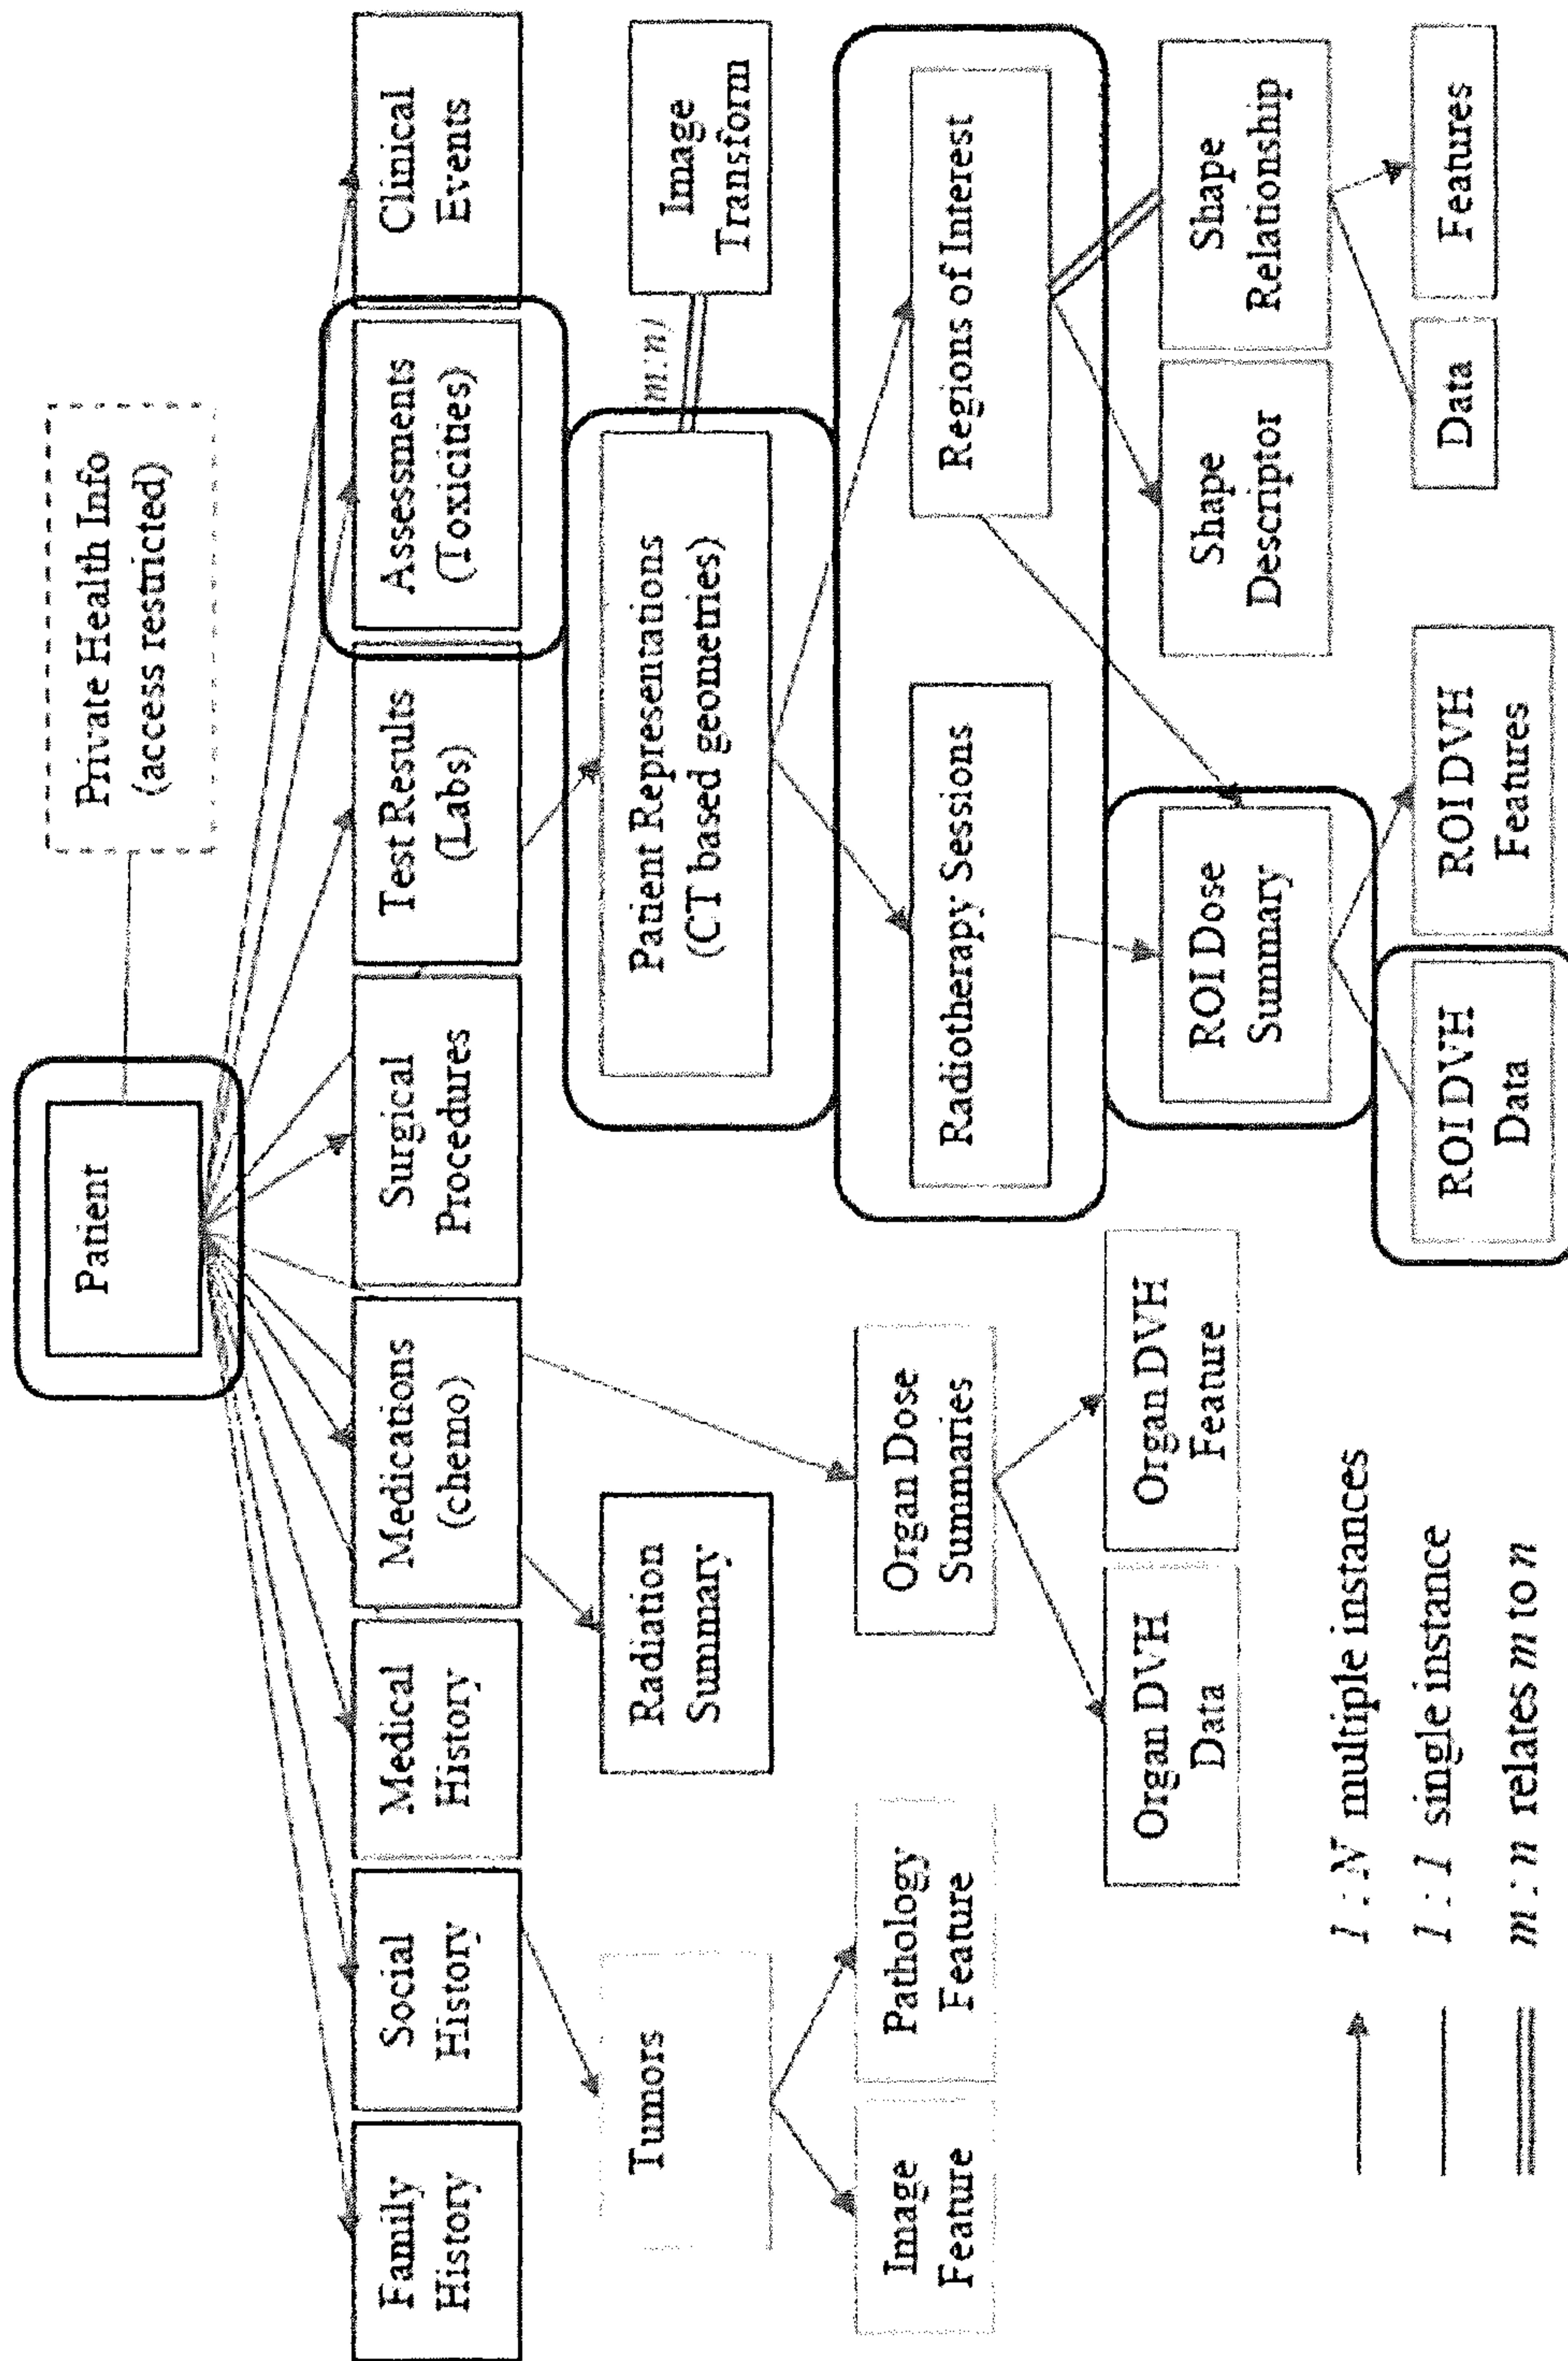 Patient
Private Health Info
(access restricted)
Family
History
Social
History
Medical
History
Medications
(chemo)
Surgical
Procedures
Test Results
(Labs)
Assessments
(Toxicities)
Clinical
Events
Tumors
Radiation
Summary
Patient Representations
(CT based geometries)
(m:n)
Image
Transform
Image
Feature
Pathology
Feature
Organ Dose
Summaries
Radiotherapy Sessions
Regions of Interest
Organ DVH
Data
Organ DVH
Feature
ROI Dose
Summary
Shape
Descriptor
Shape
Relationship
ROI DVH
Data
ROI DVH
Features
Data
Features
1 : N multiple instances
1 : 1 single instance
m : n relates m to n